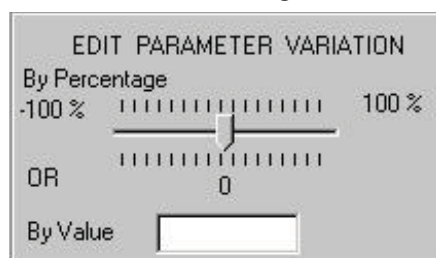 EDIT PARAMETER VARIATION
By Percentage
-100 % 100 %
OR 0
By Value